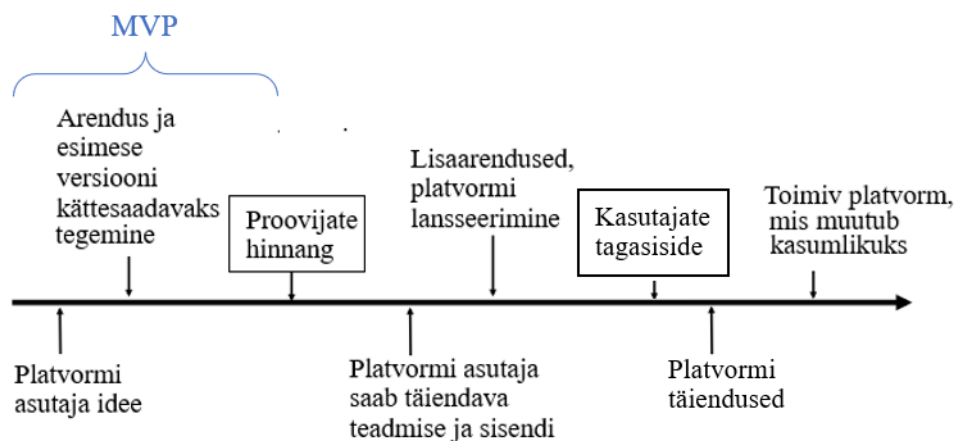 MVP
Arendus ja
esimese
versiooni
kättesaadavaks
tegemine
Proovijate
hinnang
Lisaarendused,
platvormi
lansseerimine
Kasutajate
tagasiside
Toimiv platvorm,
mis muutub
kasumlikuks
Platvormi
asutaja idee
Platvormi asutaja
saab täiendava
teadmise ja sisendi
Platvormi
täiendused